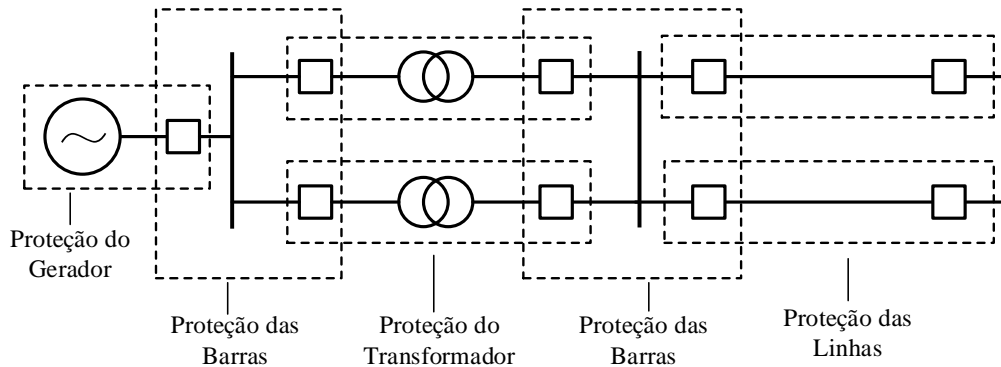 Proteção do
Gerador
Proteção das
Barras
Proteção do
Transformador
Proteção das
Barras
Proteção das
Linhas